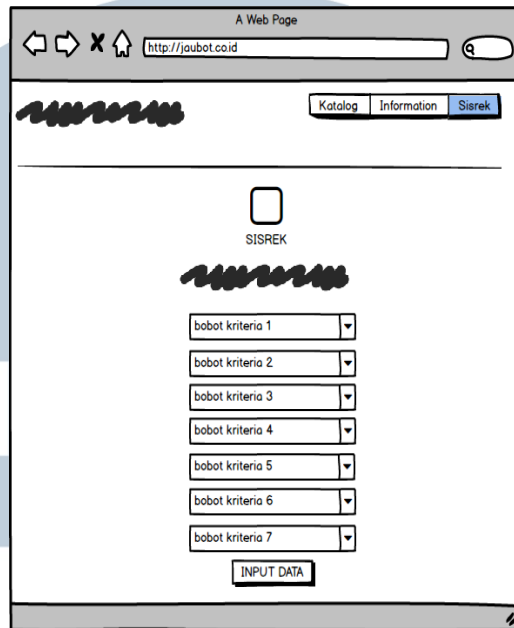 A Web Page
http://jaubot.co.id
Katalog Information Sisrek
SISREK
bobot kriteria 1
bobot kriteria 2
bobot kriteria 3
bobot kriteria 4
bobot kriteria 5
bobot kriteria 6
bobot kriteria 7
INPUT DATA